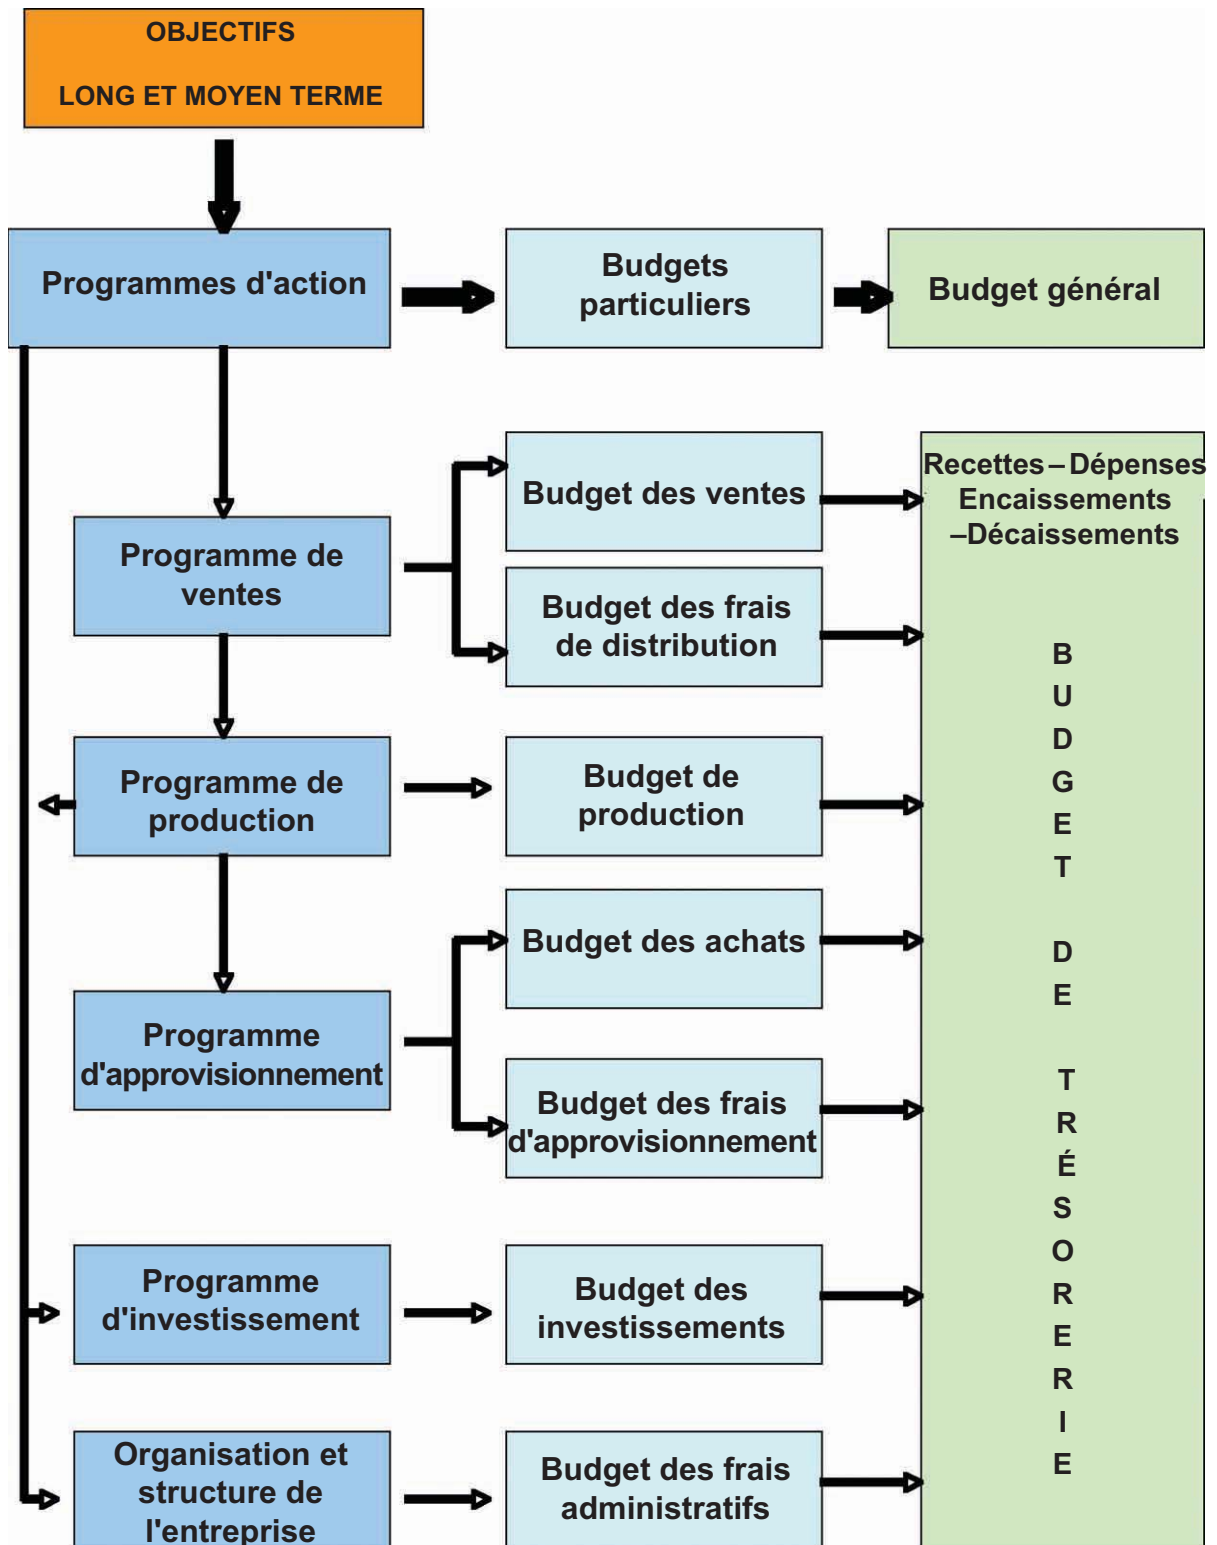 OBJECTIFS
LONG ET MOYEN TERME
Programmes d'action
Budgets
particuliers
Budget général
Programme de
ventes
Budget des ventes
Budget des frais
de distribution
Programme de
production
Budget de
production
Programme
d'approvisionnement
Budget des achats
Budget des frais
d'approvisionnement
Programme
d'investissement
Budget des
investissements
Organisation et
structure de
l'entreprise
Budget des frais
administratifs
Recettes – Dépenses
Encaissements
–Décaissements
B
U
D
G
E
T
D
E
T
R
É
S
O
R
E
R
I
E